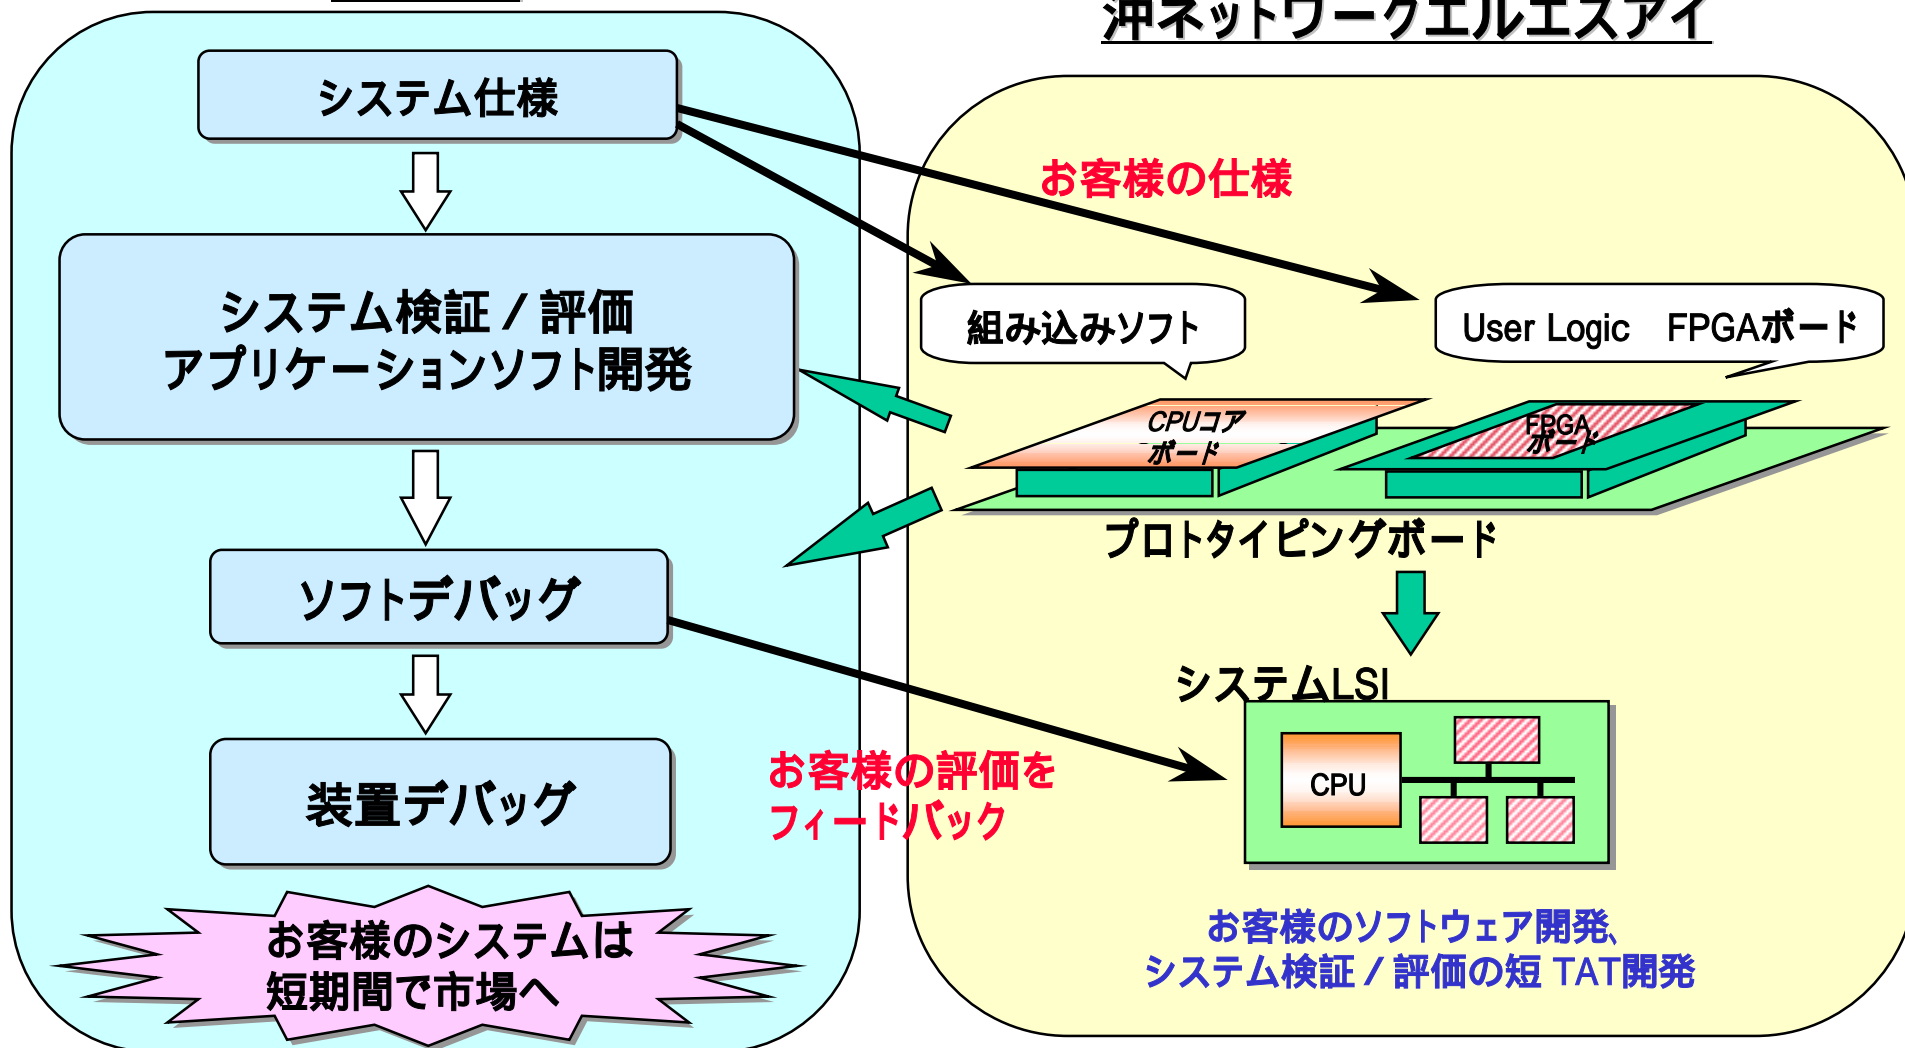 沖ネットワークエルエスアイ
システム仕様
システム検証／評価
アプリケーションソフト開発
ソフトデバッグ
装置デバッグ
お客様のシステムは
短期間で市場へ
お客様の仕様
組み込みソフト
User Logic　FPGAボード
CPUコア
ボード
FPGA
ボード
プロトタイピングボード
システムLSI
CPU
お客様の評価を
フィードバック
お客様のソフトウェア開発、
システム検証／評価の短 TAT開発